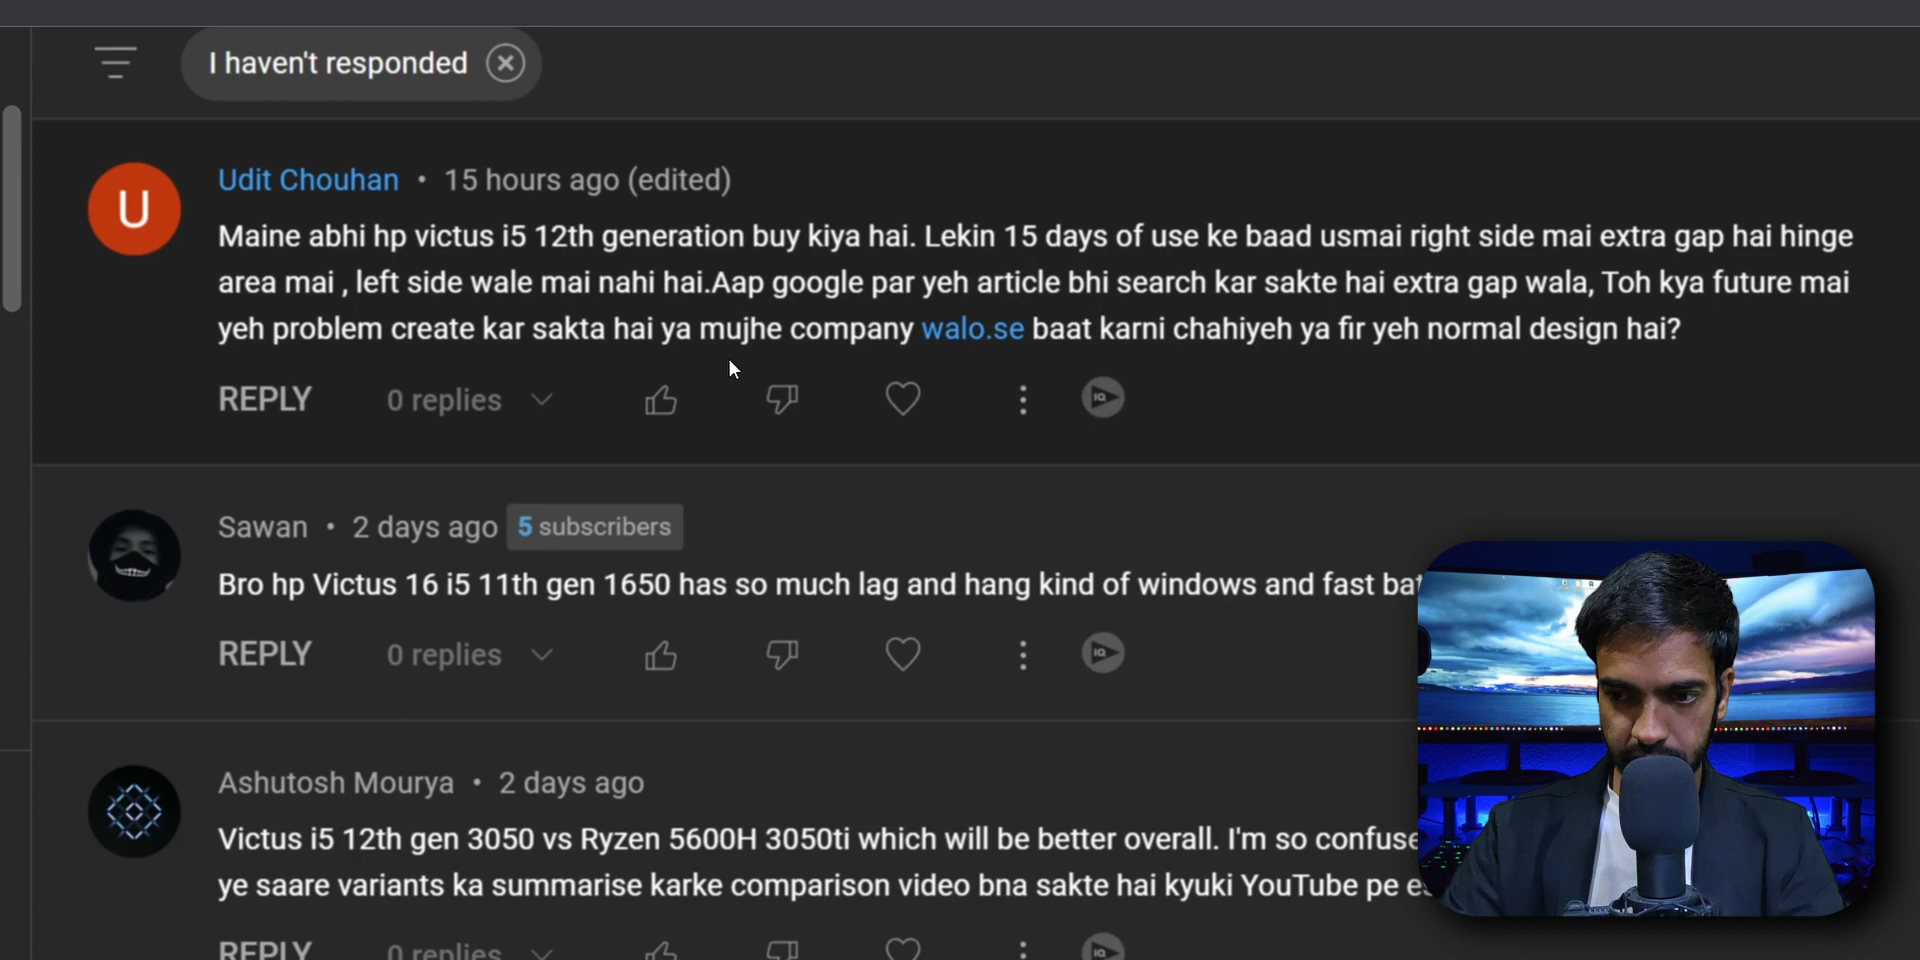 I haven't responded
Udit Chouhan • 15 hours ago (edited)
Maine abhi hp victus i5 12th generation buy kiya hai. Lekin 15 days of use ke baad usmai right side mai extra gap hai hinge
area mai , left side wale mai nahi hai.Aap google par yeh article bhi search kar sakte hai extra gap wala, Toh kya future mai
yeh problem create kar sakta hai ya mujhe company walo.se baat karni chahiyeh ya fir yeh normal design hai?
REPLY 0 replies
Sawan • 2 days ago 5 subscribers
Bro hp Victus 16 i5 11th gen 1650 has so much lag and hang kind of windows and fast
REPLY 0 replies
Ashutosh Mourya • 2 days ago
Victus i5 12th gen 3050 vs Ryzen 5600H 3050ti which will be better overall. I'm so
ye saare variants ka summarise karke comparison video bna sakte hai kyuki YouTube pe
REPLY 0 replies